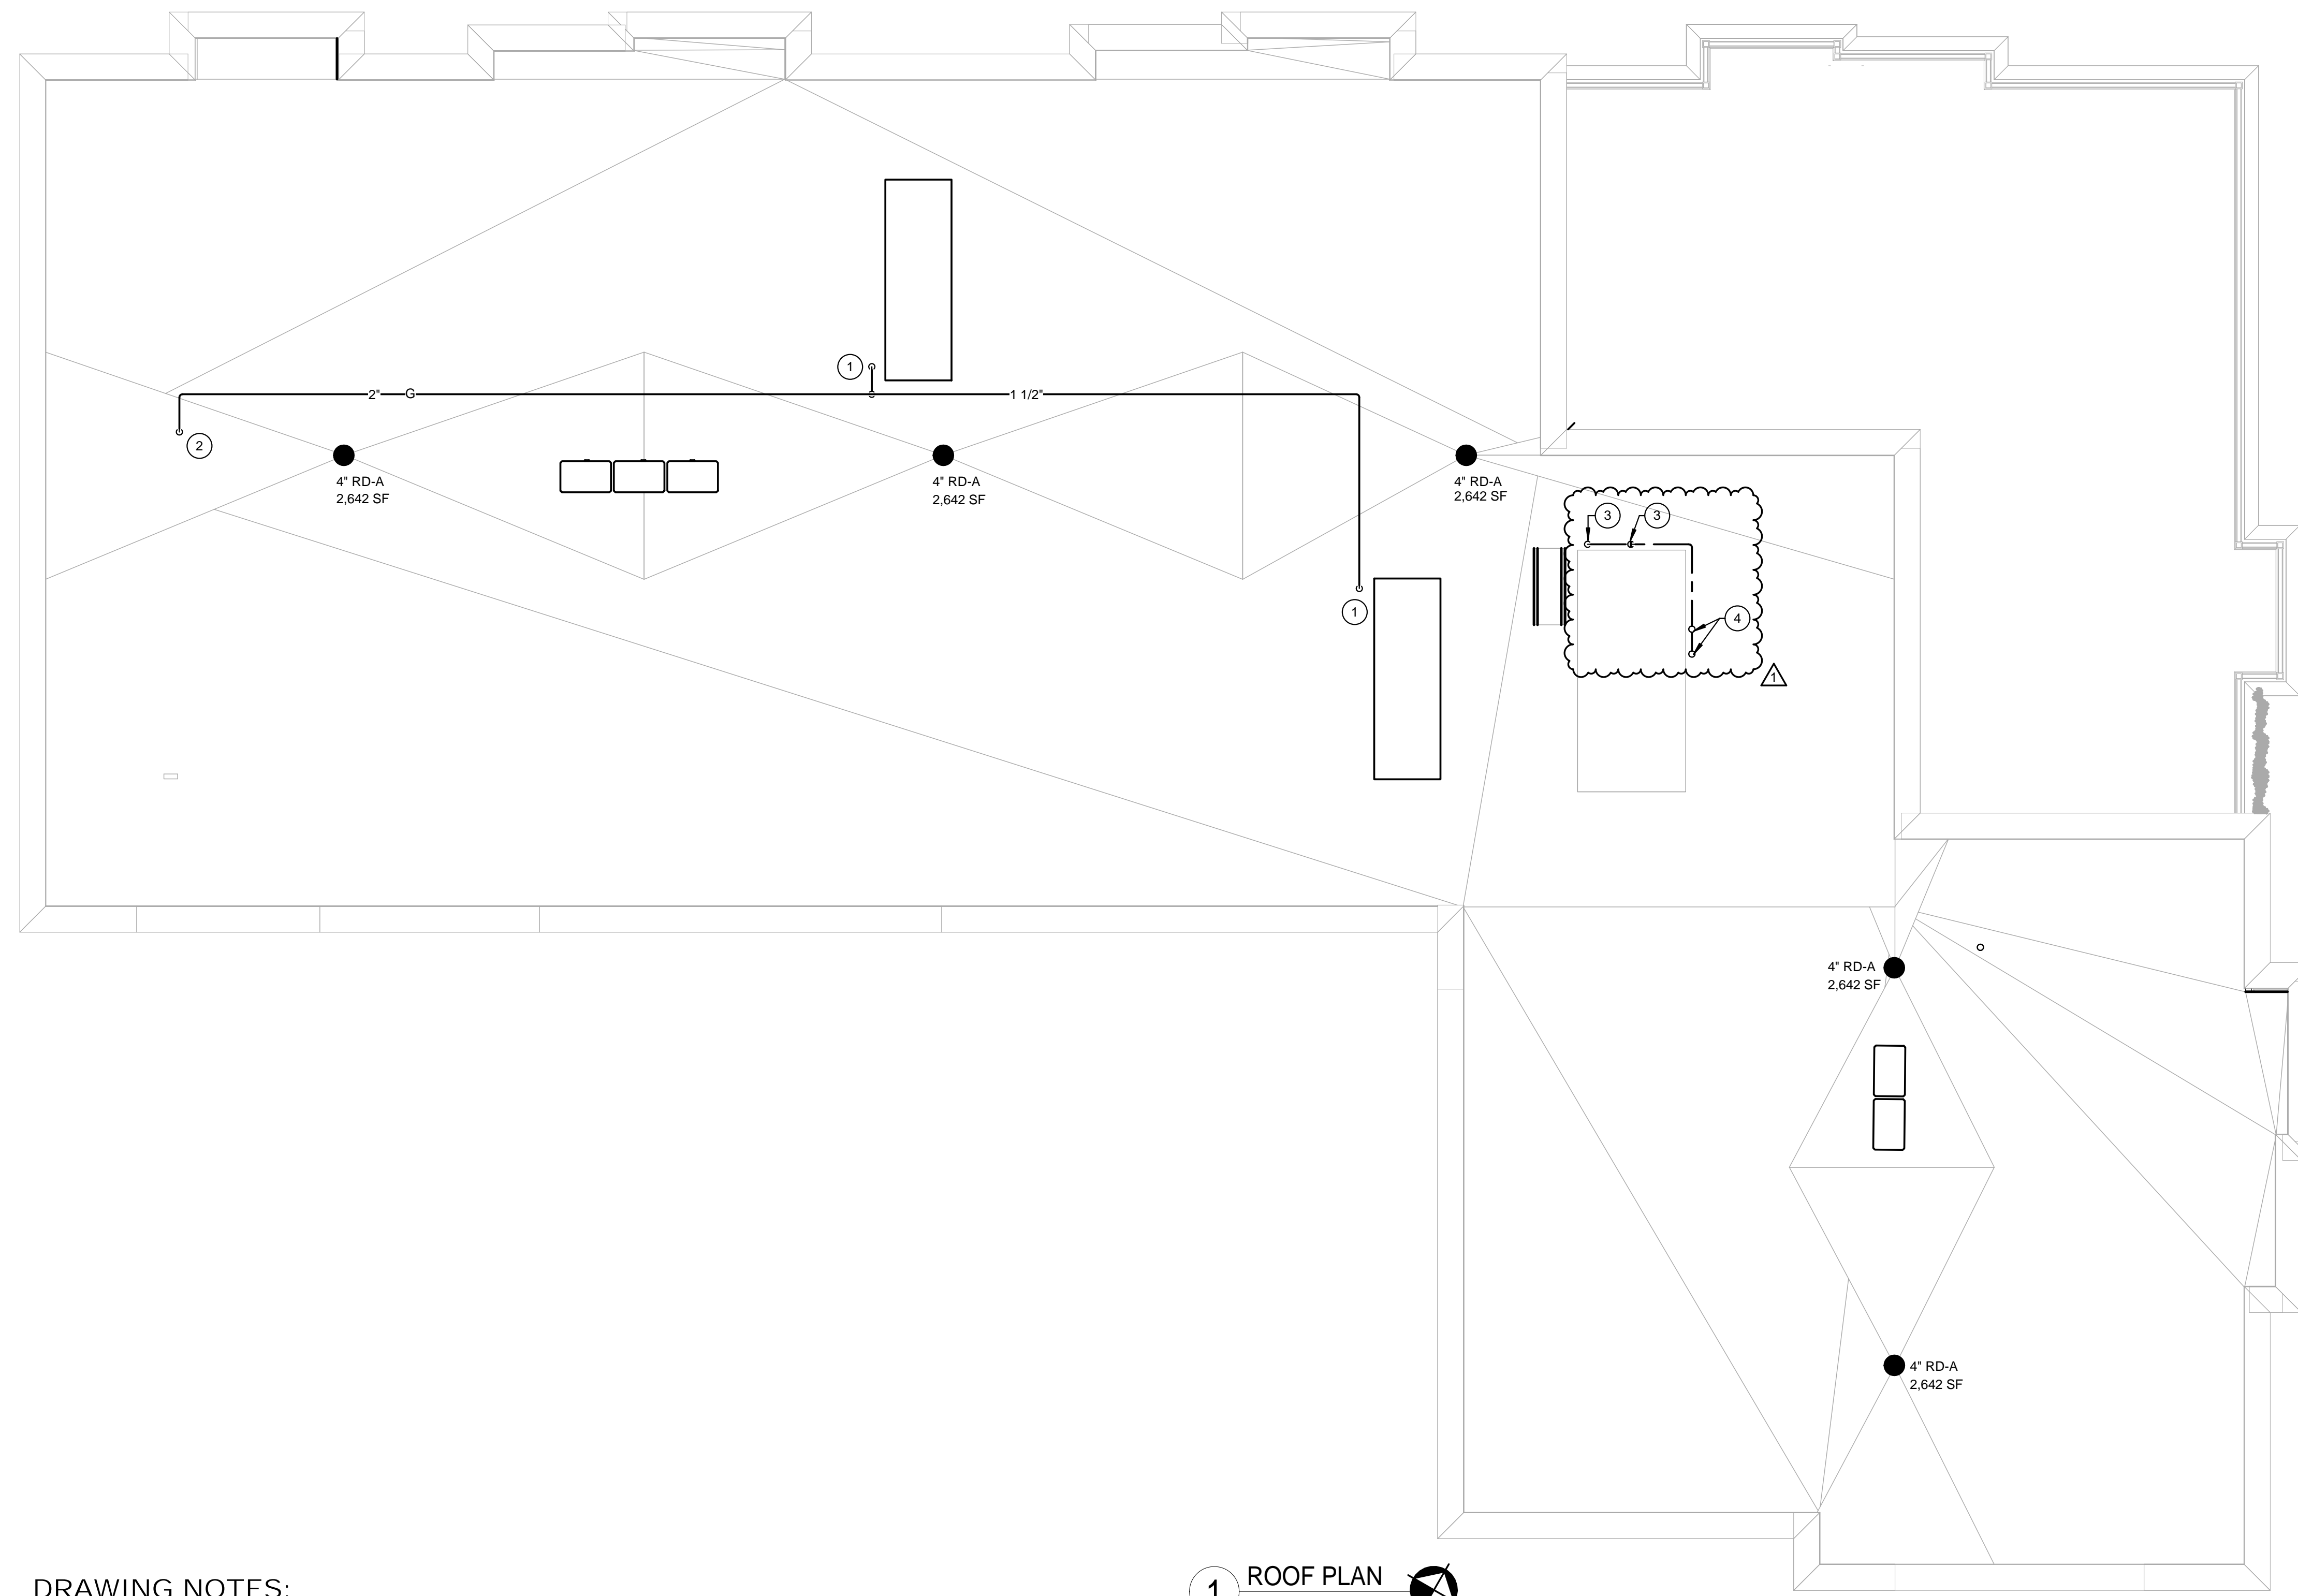 1
2"
G
1 1/2"
2
4" RD-A
2,642 SF
4" RD-A
2,642 SF
4" RD-A
2,642 SF
3
3
1
4
1
4" RD-A
2,642 SF
4" RD-A
2,642 SF
1
ROOF PLAN
DRAWING NOTES: